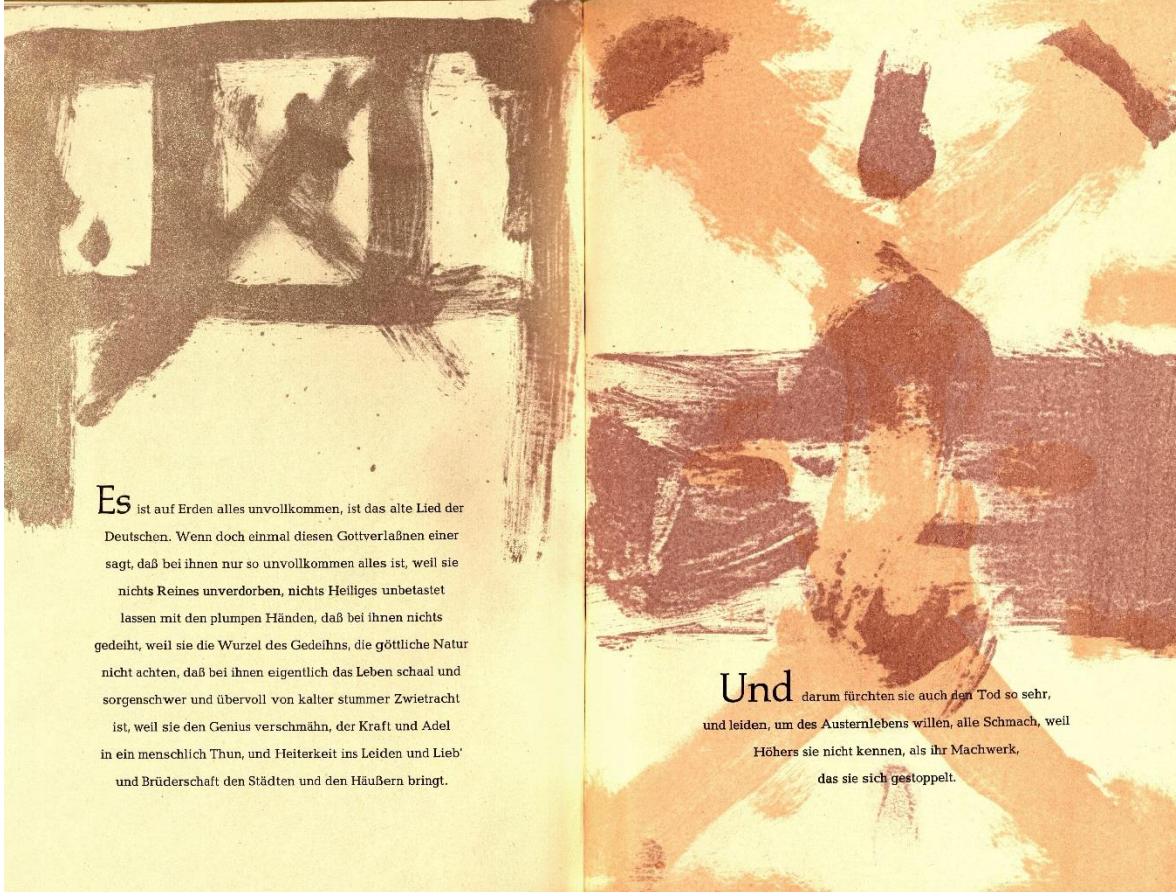 Es ist auf Erden alles unvollkommen, ist das alte Lied der
Deutschen. Wenn doch einmal diesen Gottverlaßnen einer
sagt, daß bei ihnen nur so unvollkommen alles ist, weil sie
nichts Reines unverdorben, nichts Heiliges unbetastet
lassen mit den plumpen Händen, daß bei ihnen nichts
gedeiht, weil sie die Wurzel des Gedeihns, die göttliche Natur
nicht achten, daß bei ihnen eigentlich das Leben schaal und
sorgenschwer und übervoll von kalter stummer Zwietracht
ist, weil sie den Genius verschmähn, der Kraft und Adel
in ein menschlich Thun, und Heiterkeit ins Leiden und Lieb'
und Brüderschaft den Städten und den Häußern bringt.
Und darum fürchten sie auch den Tod so sehr,
und leiden, um des Austernlebens willen, alle Schmach, weil
Höhers sie nicht kennen, als ihr Machwerk,
das sie sich gestoppelt.